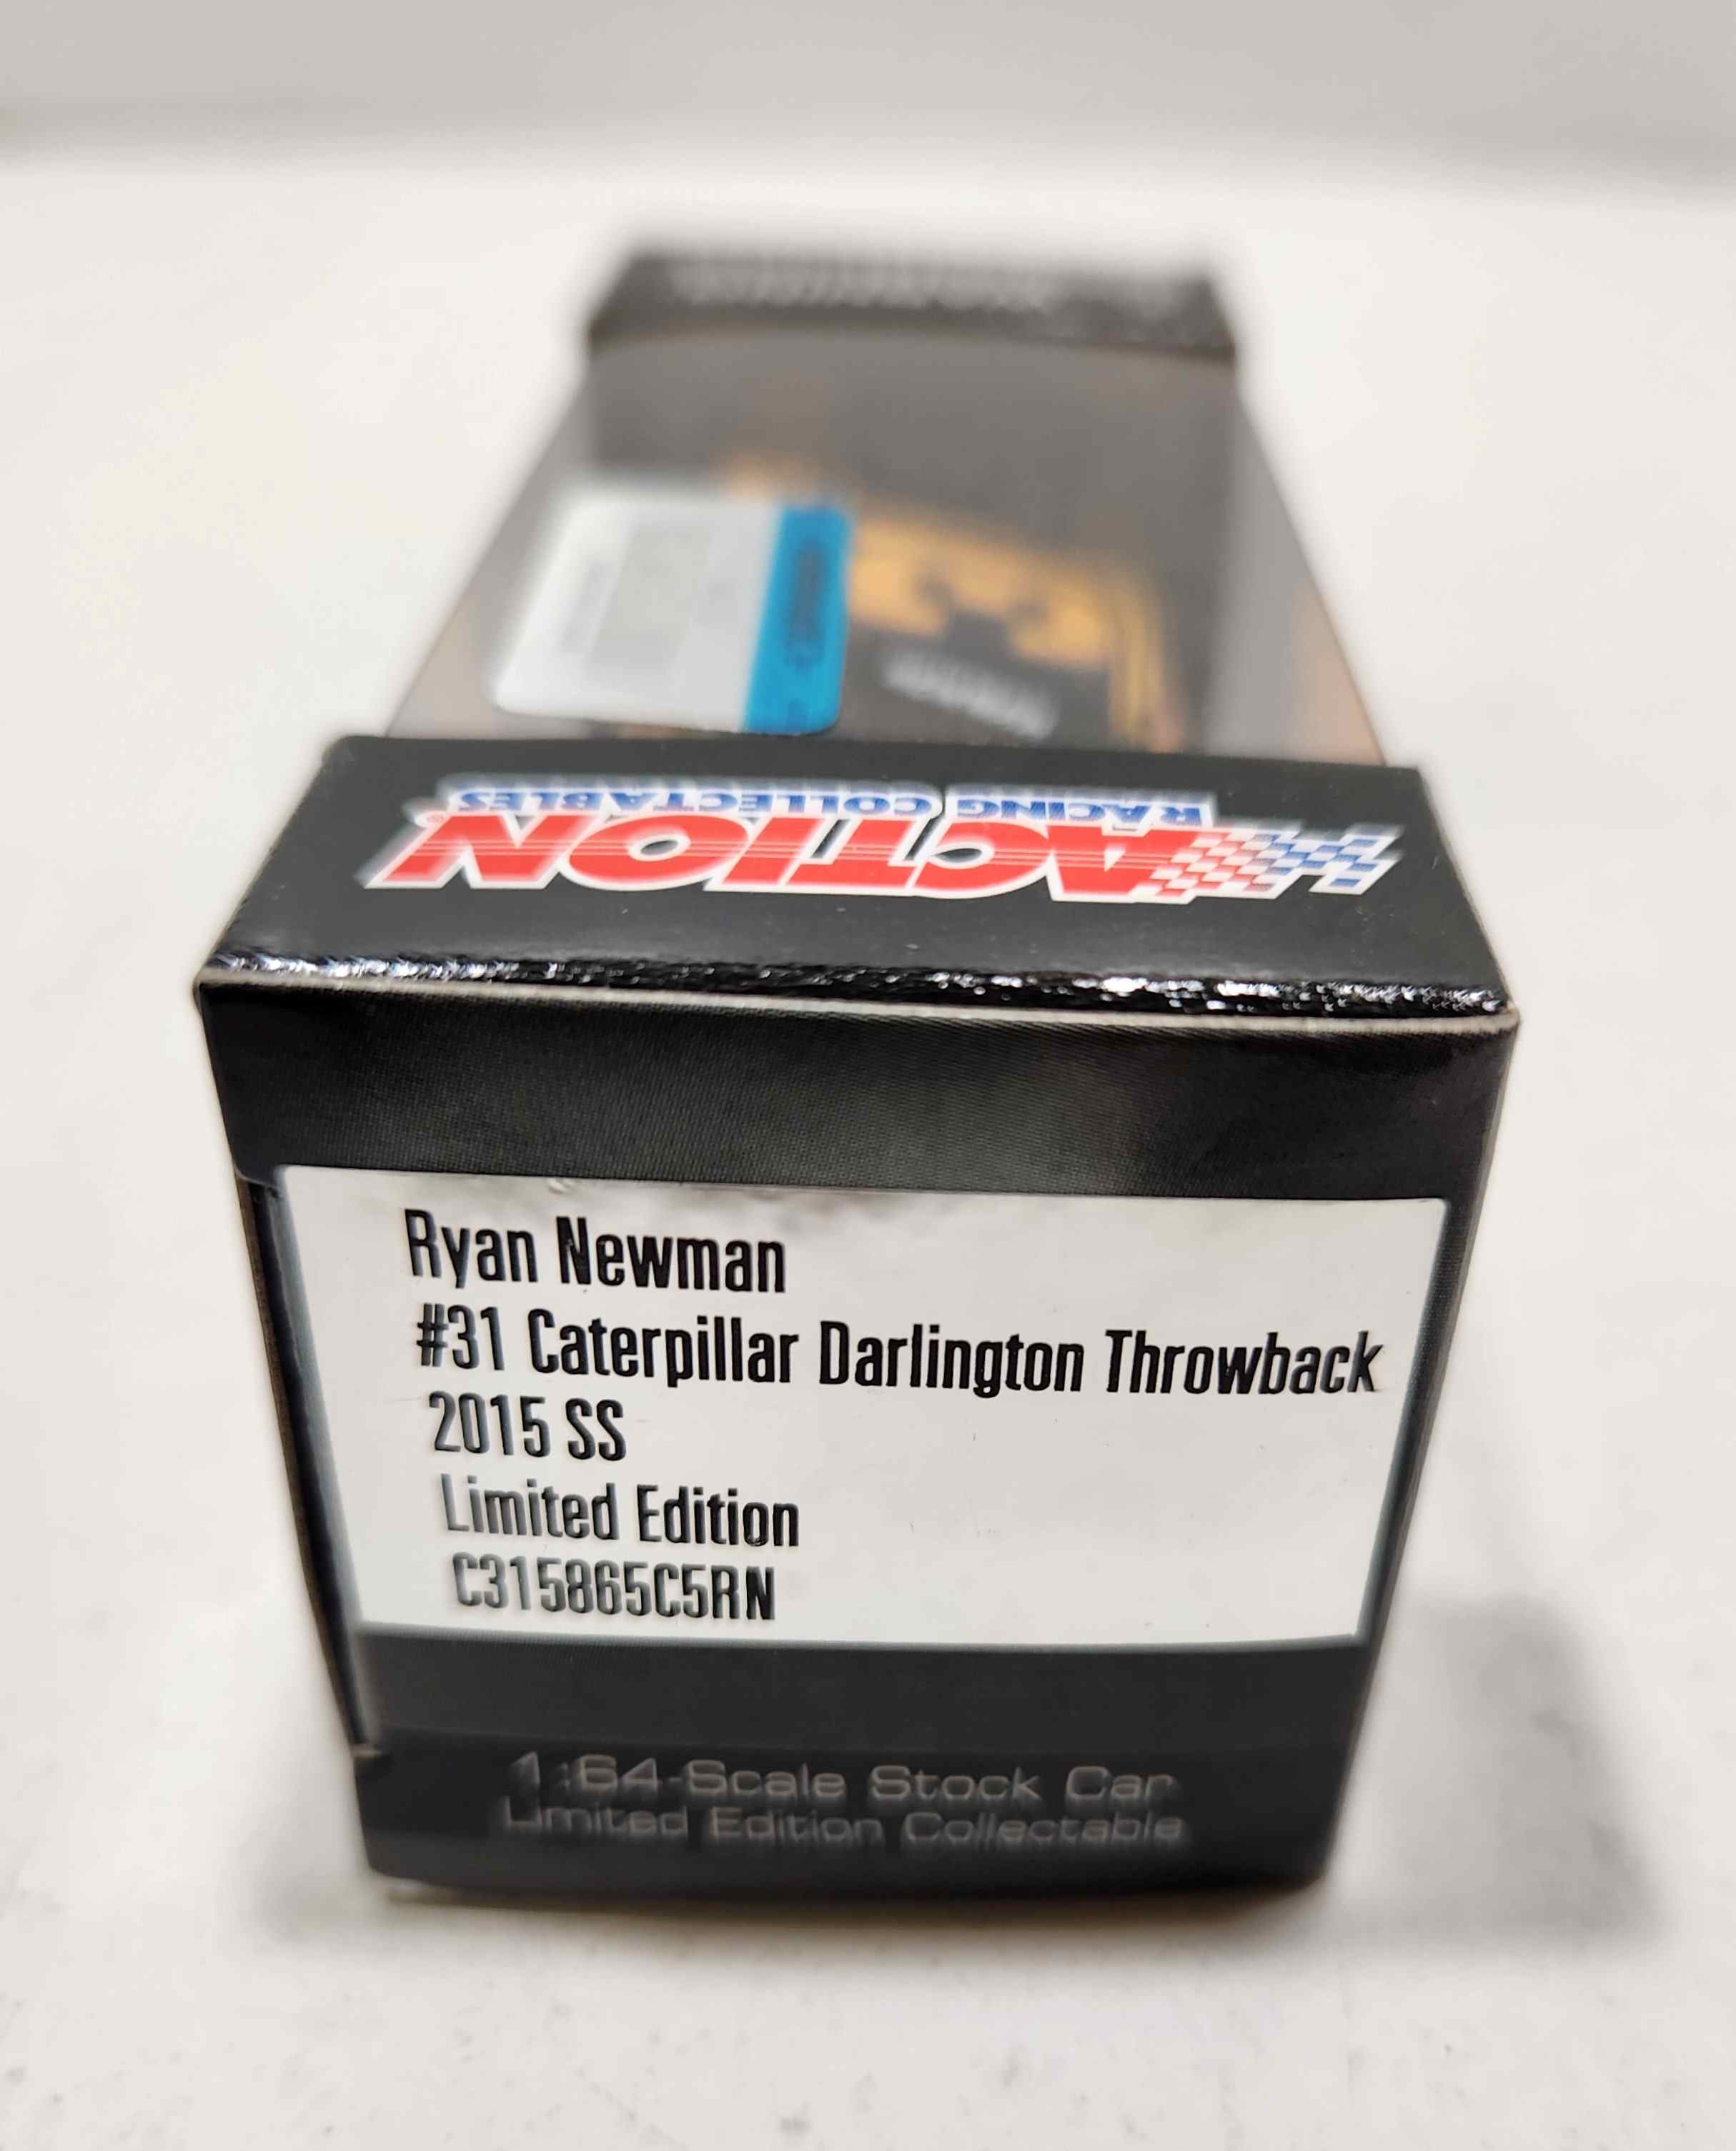 ACTION®
RACING COLLECTABLES
Ryan Newman
#31 Caterpillar Darlington Throwback
2015 SS
Limited Edition
C315865C5RN
1:64-Scale Stock Car
Limited Edition Collectable